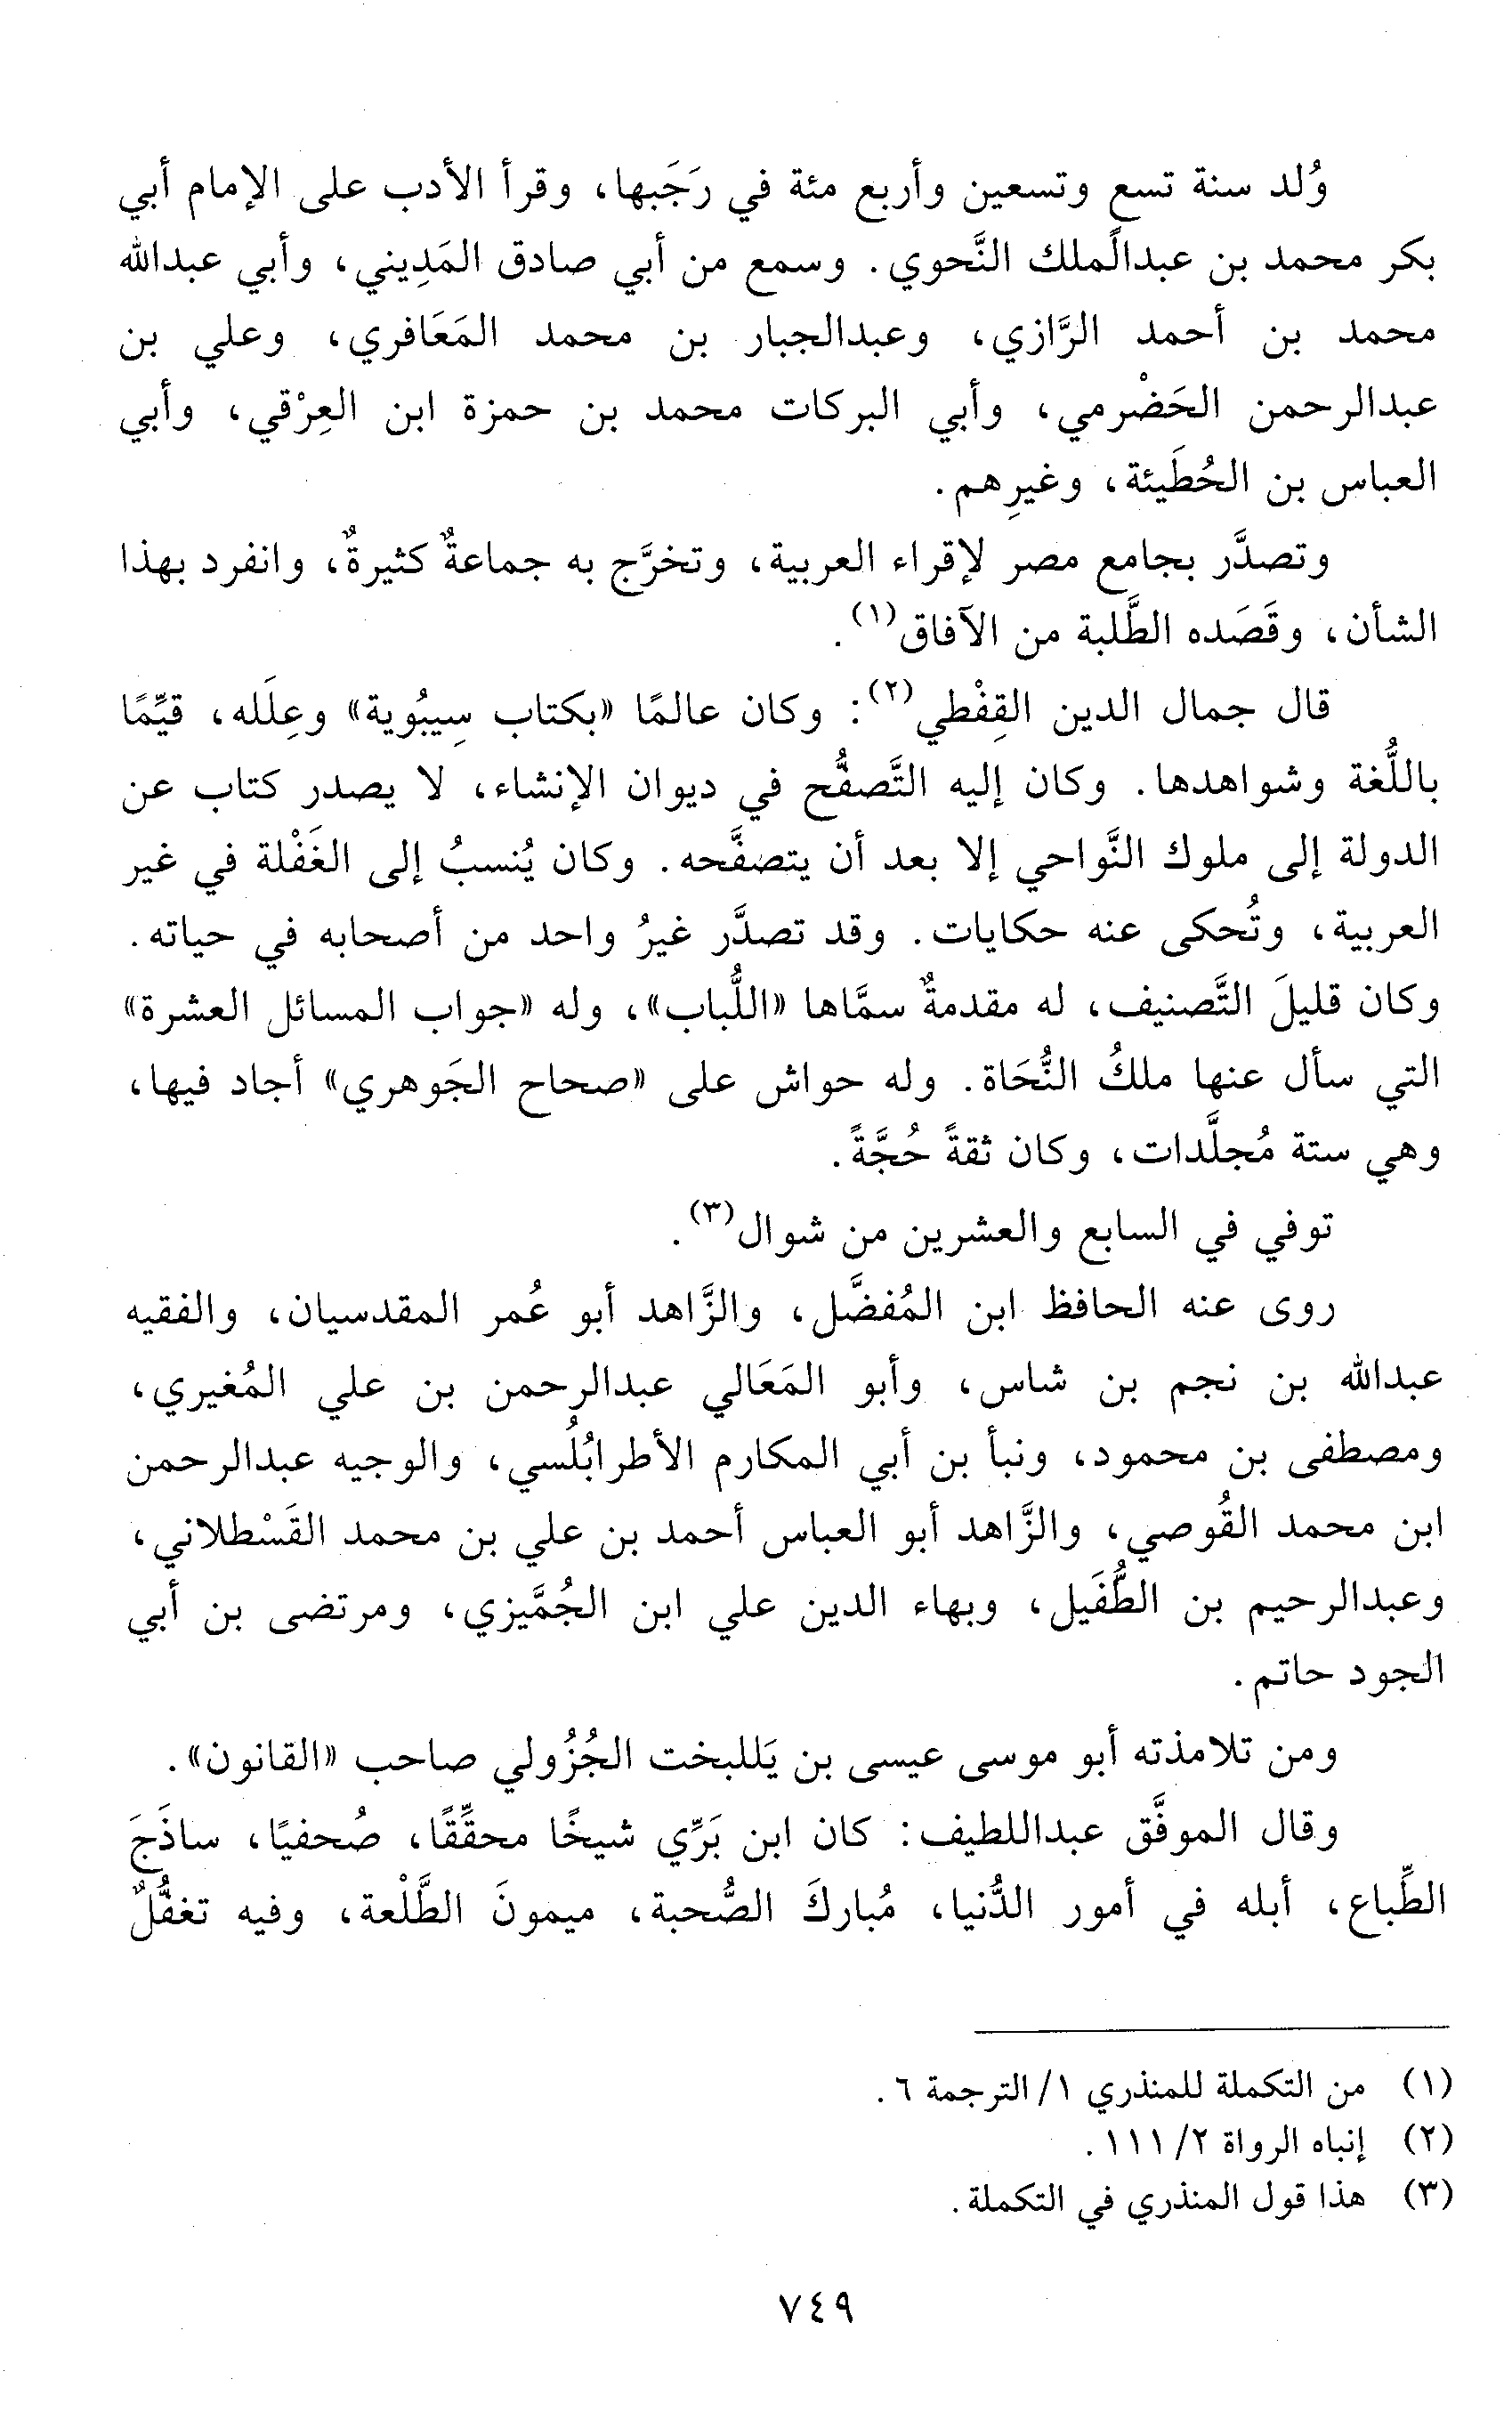 وُلد سنة تسع وتسعين وأربع مئة في رَجَبها، وقرأ الأدب على الإمام أبي
بكر محمد بن عبدالملك النَّحوي. وسمع من أبي صادق المَدِيني، وأبي عبدالله
محمد بن أحمد الرَّازي، وعبدالجبار بن محمد المَعَافري، وعلي بن
عبدالرحمن الحَضْرمي، وأبي البركات محمد بن حمزة ابن العِرْقي، وأبي
العباس بن الحُطَيئة، وغيرِهم.
وتصدَّر بجامع مصر لإقراء العربية، وتخرَّج به جماعةٌ كثيرةٌ، وانفرد بهذا
الشأن، وقَصَده الطَّلبة من الآفاق(١).
قال جمال الدين القِفْطي(٢): وكان عالمًا «بكتاب سِيبُوية» وعِلَله، قيِّمًا
باللُّغة وشواهدها. وكان إليه التَّصفُّح في ديوان الإنشاء، لا يصدر كتاب عن
الدولة إلى ملوك النَّواحي إلا بعد أن يتصفَّحه. وكان يُنسبُ إلى الغَفْلة في غير
العربية، وتُحكى عنه حكايات. وقد تصدَّر غيرُ واحد من أصحابه في حياته.
وكان قليلَ التَّصنيف، له مقدمةٌ سمَّاها «اللُّباب»، وله «جواب المسائل العشرة»
التي سأل عنها ملكُ النُّحَاة. وله حواش على «صحاح الجَوهري» أجاد فيها،
وهي ستة مُجلَّدات، وكان ثقةً حُجَّةً.
توفي في السابع والعشرين من شوال(٣).
روى عنه الحافظ ابن المُفضَّل، والزَّاهد أبو عُمر المقدسيان، والفقيه
عبدالله بن نجم بن شاس، وأبو المَعَالي عبدالرحمن بن علي المُغيري،
ومصطفى بن محمود، ونبأ بن أبي المكارم الأطرابُلُسي، والوجيه عبدالرحمن
ابن محمد القُوصي، والزَّاهد أبو العباس أحمد بن علي بن محمد القَسْطلاني،
وعبدالرحيم بن الطُّفَيل، وبهاء الدين علي ابن الجُمَّيزي، ومرتضى بن أبي
الجود حاتم.
ومن تلامذته أبو موسى عيسى بن يَللبخت الجُزُولي صاحب «القانون».
وقال الموفَّق عبداللطيف: كان ابن بَرِّي شيخًا محقِّقًا، صُحفيًا، ساذَجَ
الطِّباع، أبله في أمور الدُّنيا، مُباركَ الصُّحبة، ميمونَ الطَّلْعة، وفيه تغفُّلٌ
(١) من التكملة للمنذري ١/ الترجمة ٦.
(٢) إنباه الرواة ٢/ ١١١.
(٣) هذا قول المنذري في التكملة.
٧٤٩